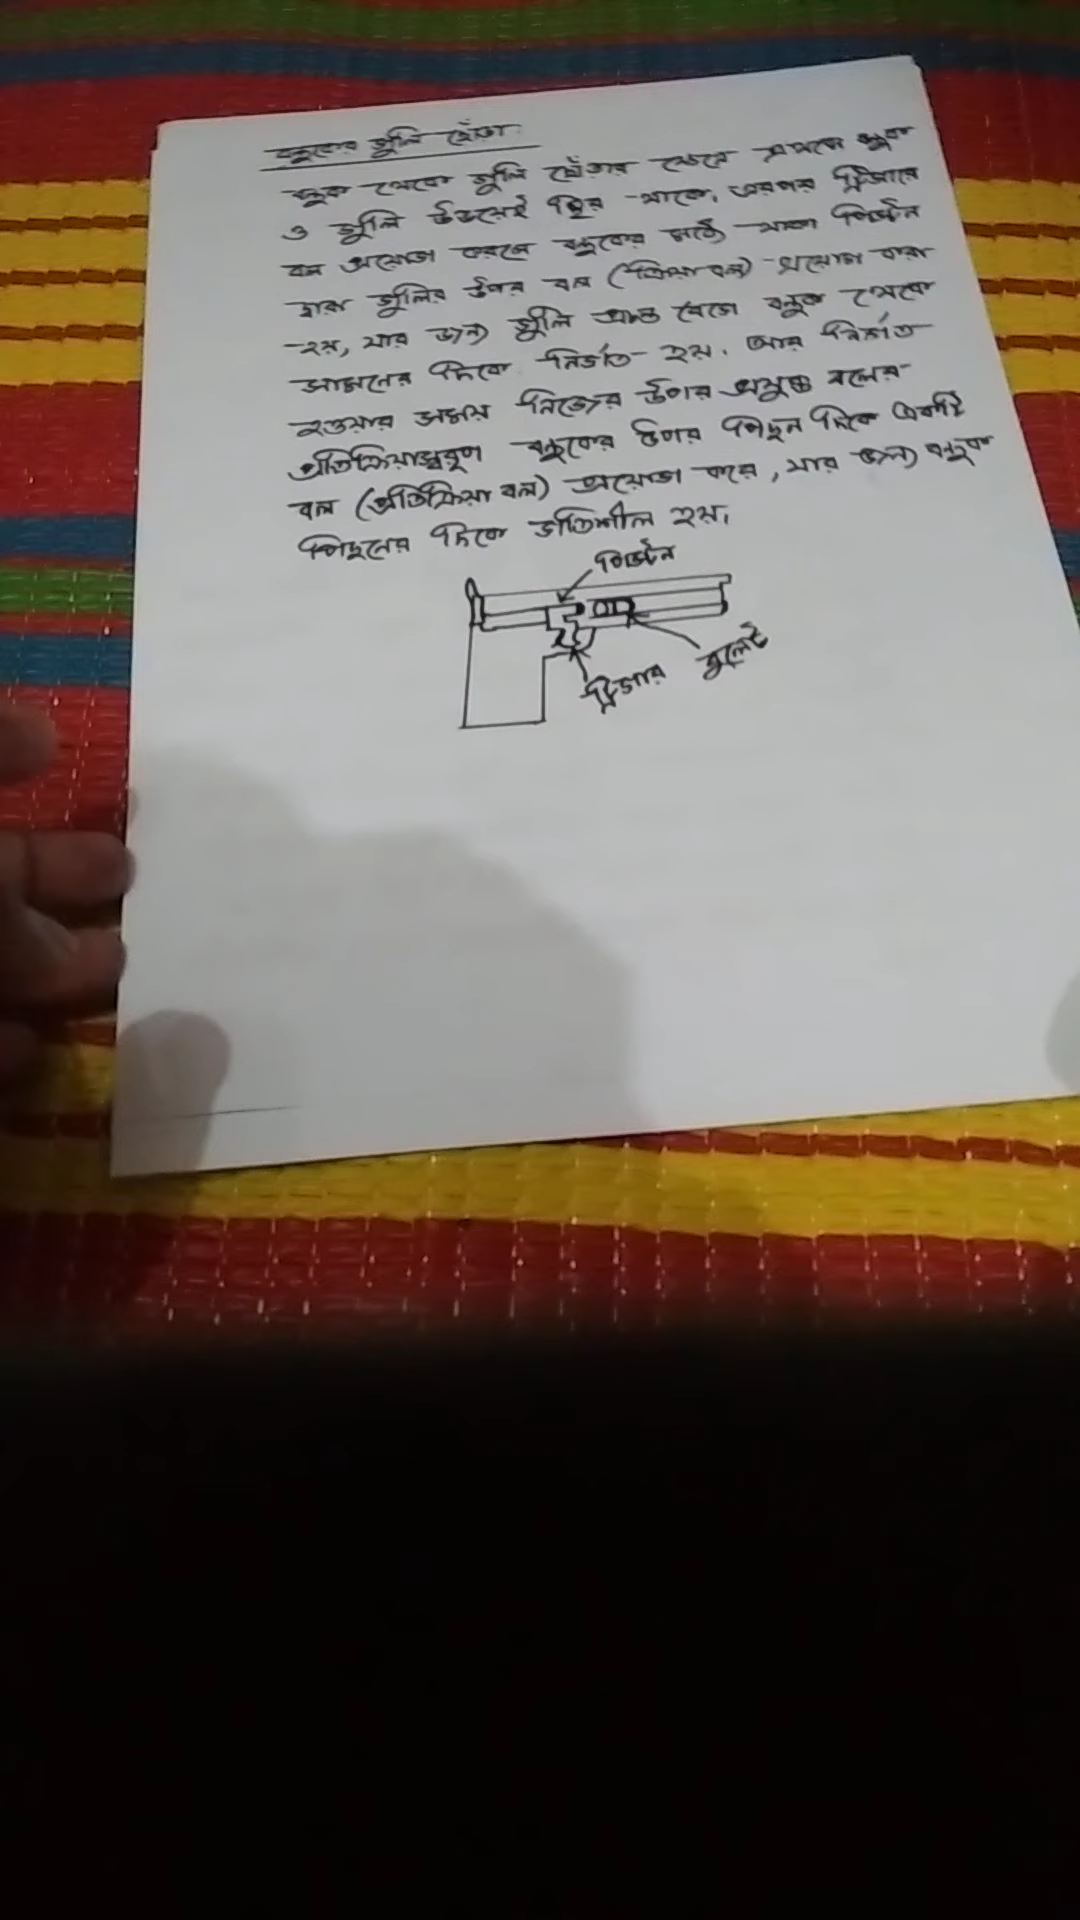 বন্দুকের গুলি ছোঁড়া:
বন্দুক থেকে গুলি ছোঁড়ার ক্ষেত্রে প্রথমে বন্দুক
ও গুলি উভয়েই স্থির থাকে, এরপর ট্রিগারে
বল প্রয়োগ করলে বন্দুকের মধ্যে থাকা পিস্টন
দ্বারা গুলির উপর বল (ক্রিয়া বল) প্রয়োগ করা
হয়, যার জন্য গুলি প্রচন্ড বেগে বন্দুক থেকে
সামনের দিকে নির্গত হয়. আর নির্গত
হওয়ার সময় নিজের উপর প্রযুক্ত বলের
প্রতিক্রিয়াস্বরূপ বন্দুকের উপর পিছন দিকে একটি
বল (প্রতিক্রিয়া বল) প্রয়োগ করে, যার জন্য বন্দুক
পিছনের দিকে গতিশীল হয়,
পিস্টন
বুলেট
ট্রিগার